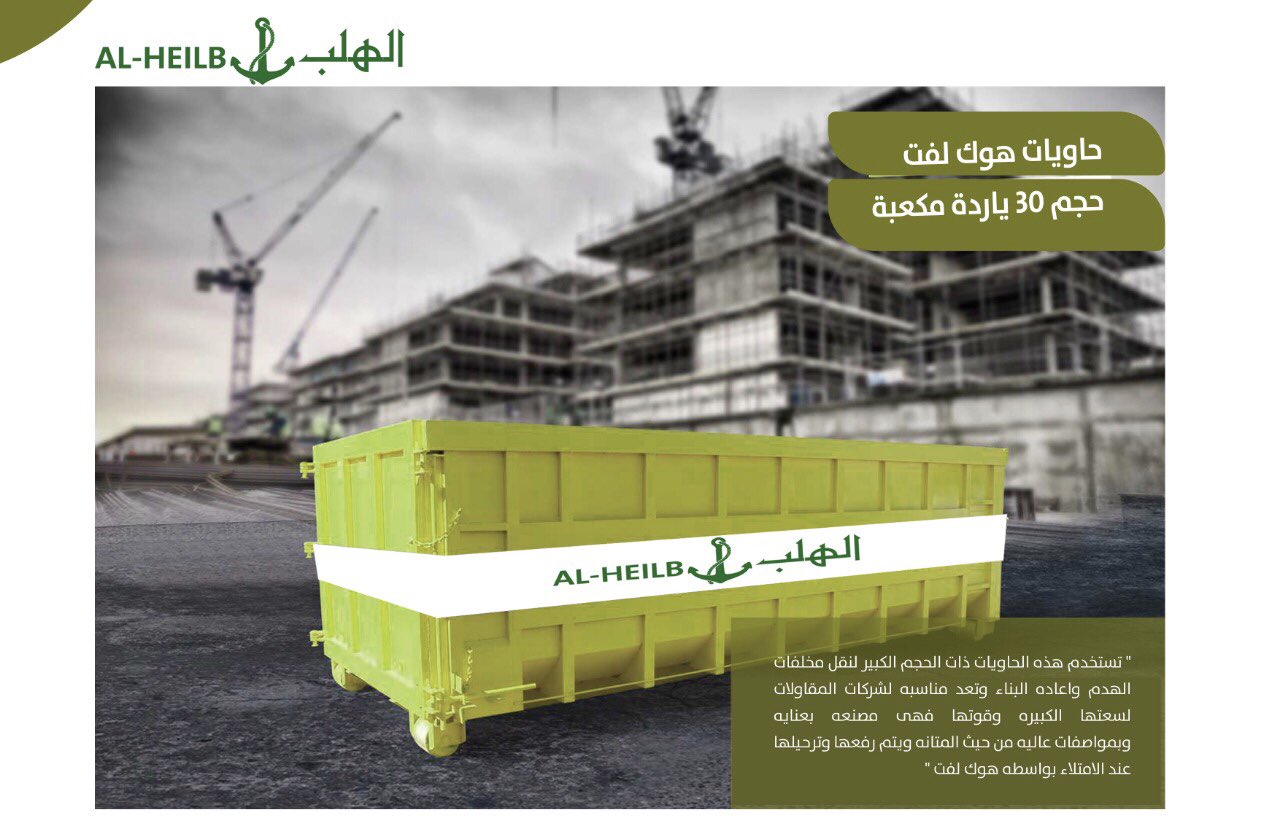 AL-HEILB الهلب
حاويات هوك لفت
حجم 30 ياردة مكعبة
AL-HEILB الهلب
" تستخدم هذه الحاويات ذات الحجم الكبير لنقل مخلفات
الهدم واعاده البناء وتعد مناسبه لشركات المقاولات
لسعتها الكبيره وقوتها فهى مصنعه بعنايه
وبمواصفات عاليه من حيث المتانه ويتم رفعها وترحيلها
عند الامتلاء بواسطه هوك لفت "